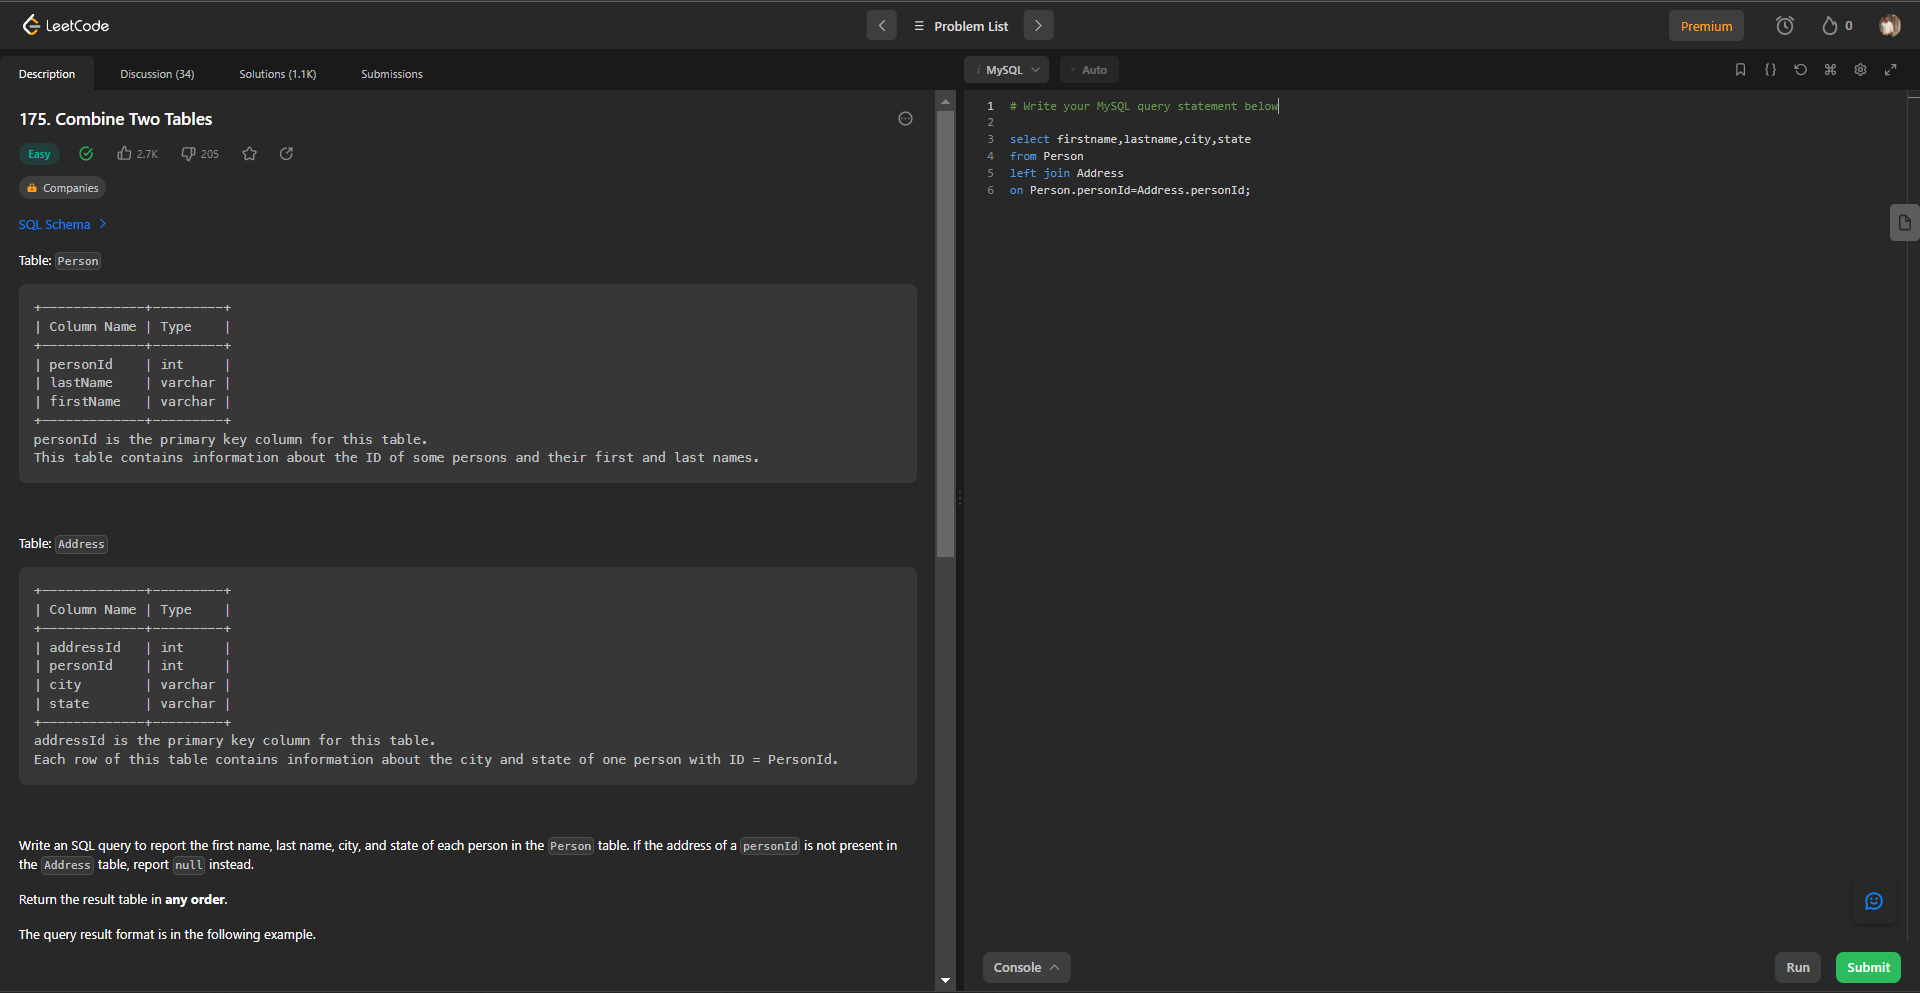 LeetCode
Problem List
Premium
0
Description
Discussion (34)
Solutions (1.1K)
Submissions
175. Combine Two Tables
Easy
2.7K
205
Companies
SQL Schema
Table: Person
+-------------+---------+
| Column Name | Type    |
+-------------+---------+
| personId    | int     |
| lastName    | varchar |
| firstName   | varchar |
+-------------+---------+
personId is the primary key column for this table.
This table contains information about the ID of some persons and their first and last names.
Table: Address
+-------------+---------+
| Column Name | Type    |
+-------------+---------+
| addressId   | int     |
| personId    | int     |
| city        | varchar |
| state       | varchar |
+-------------+---------+
addressId is the primary key column for this table.
Each row of this table contains information about the city and state of one person with ID = PersonId.
Write an SQL query to report the first name, last name, city, and state of each person in the Person table. If the address of a personId is not present in
the Address table, report null instead.
Return the result table in any order.
The query result format is in the following example.
i MySQL
Auto
1 # Write your MySQL query statement below
2
3 select firstname,lastname,city,state
4 from Person
5 left join Address
6 on Person.personId=Address.personId;
Console
Run
Submit